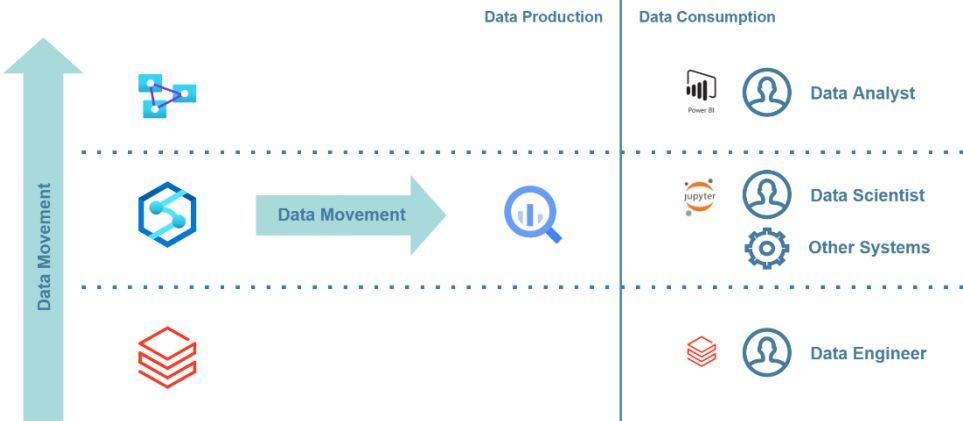 Data Production
Data Consumption
Power BI
Data Analyst
Data Movement
Data Movement
jupyter
Data Scientist
Other Systems
Data Engineer